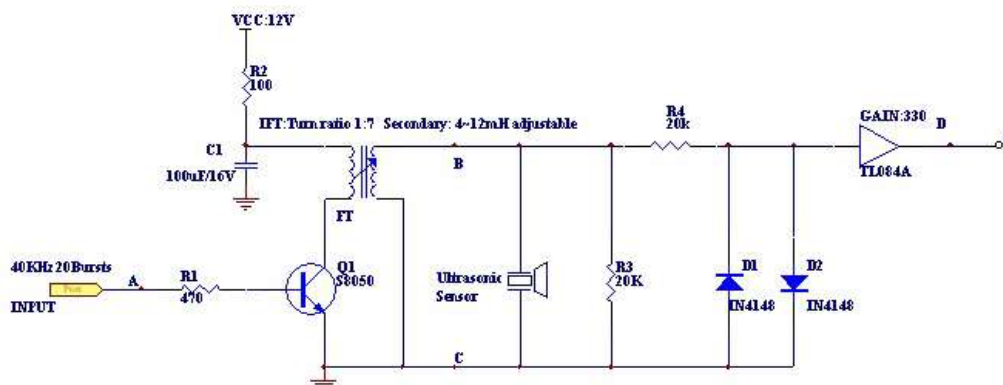 VCC:12V
R2
100
IFT:Turn ratio 1:7 Secondary: 4~12mH adjustable
R4
20k
GAIN:330
D
C1
100uF/16V
B
TL084A
FT
40KHz 20Bursts
A
R1
470
Q1
S8050
Port
INPUT
Ultrasonic
Sensor
R3
20K
D1
D2
IN4148
IN4148
C